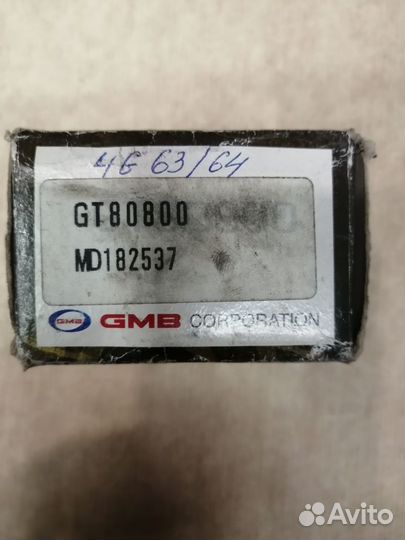 4G 63/64
GT80800
MD182537
GMB GMB CORPORATION
Avito